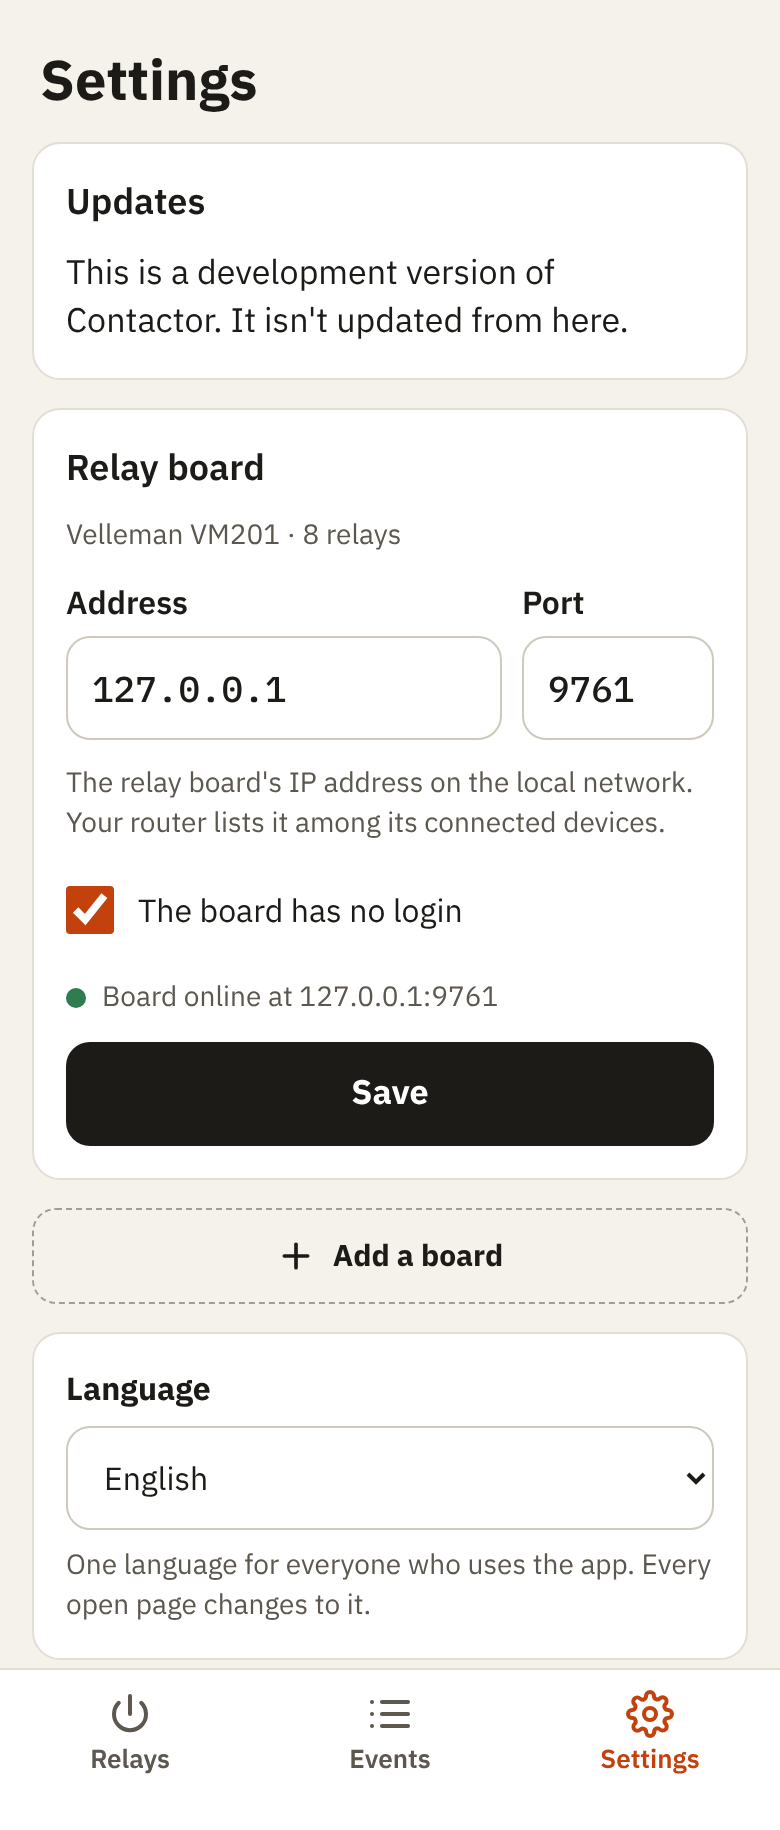 Settings
Updates
This is a development version of
Contactor. It isn't updated from here.
Relay board
Velleman VM201 · 8 relays
Address
Port
127.0.0.1
9761
The relay board's IP address on the local network.
Your router lists it among its connected devices.
The board has no login
Board online at 127.0.0.1:9761
Save
Add a board
Language
English
One language for everyone who uses the app. Every
open page changes to it.
Relays
Events
Settings